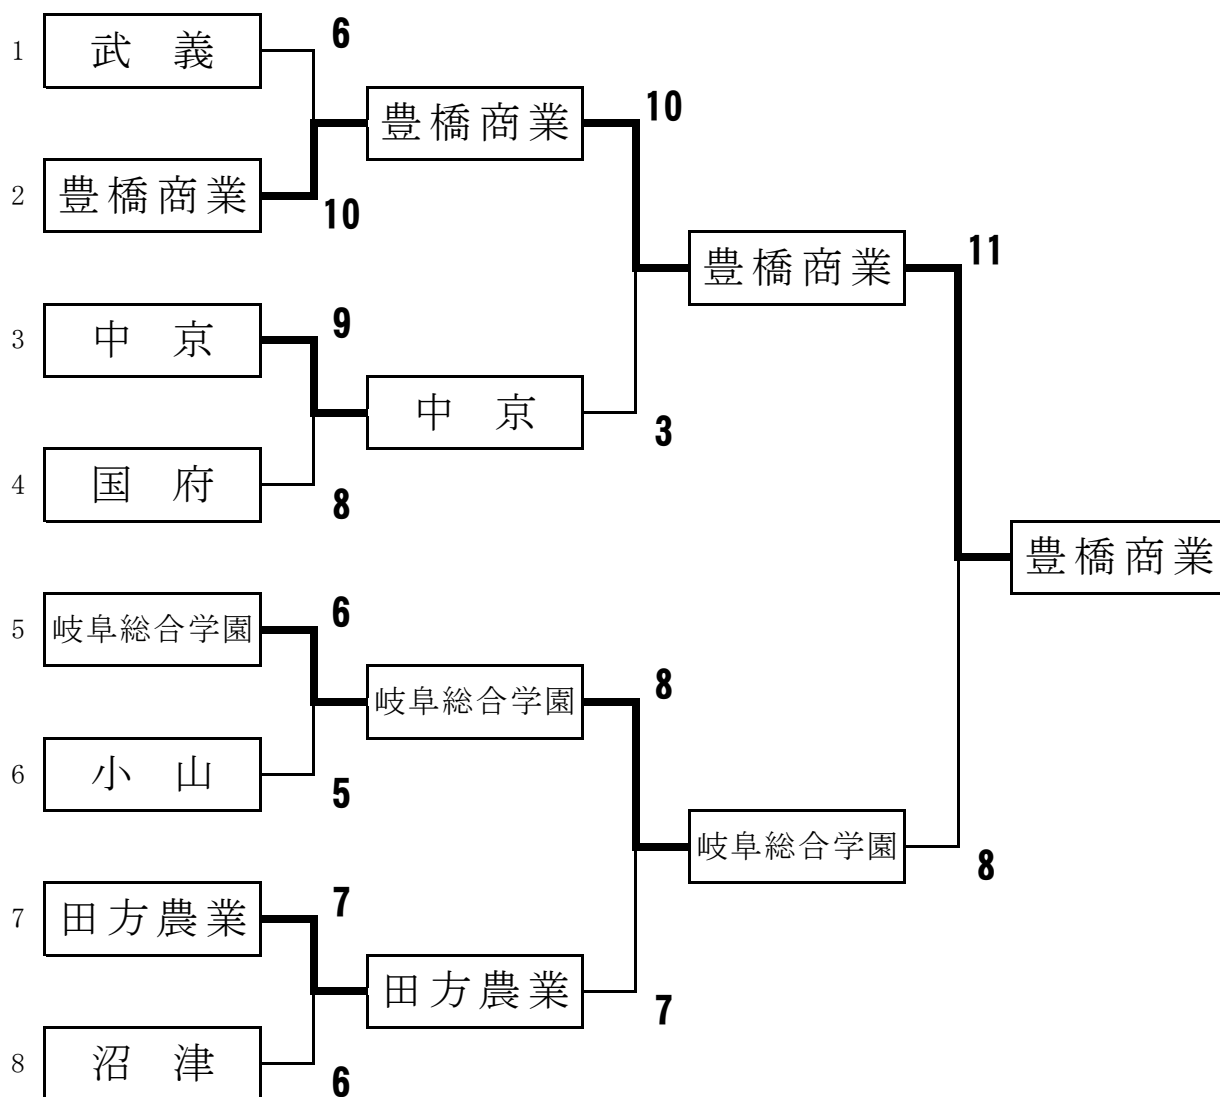 1 武 義 6
豊橋商業 10
2 豊橋商業 10
豊橋商業 11
3 中 京 9
中 京 3
4 国 府 8
豊橋商業
5 岐阜総合学園 6
岐阜総合学園 8
6 小 山 5
岐阜総合学園 8
7 田方農業 7
田方農業 7
8 沼 津 6